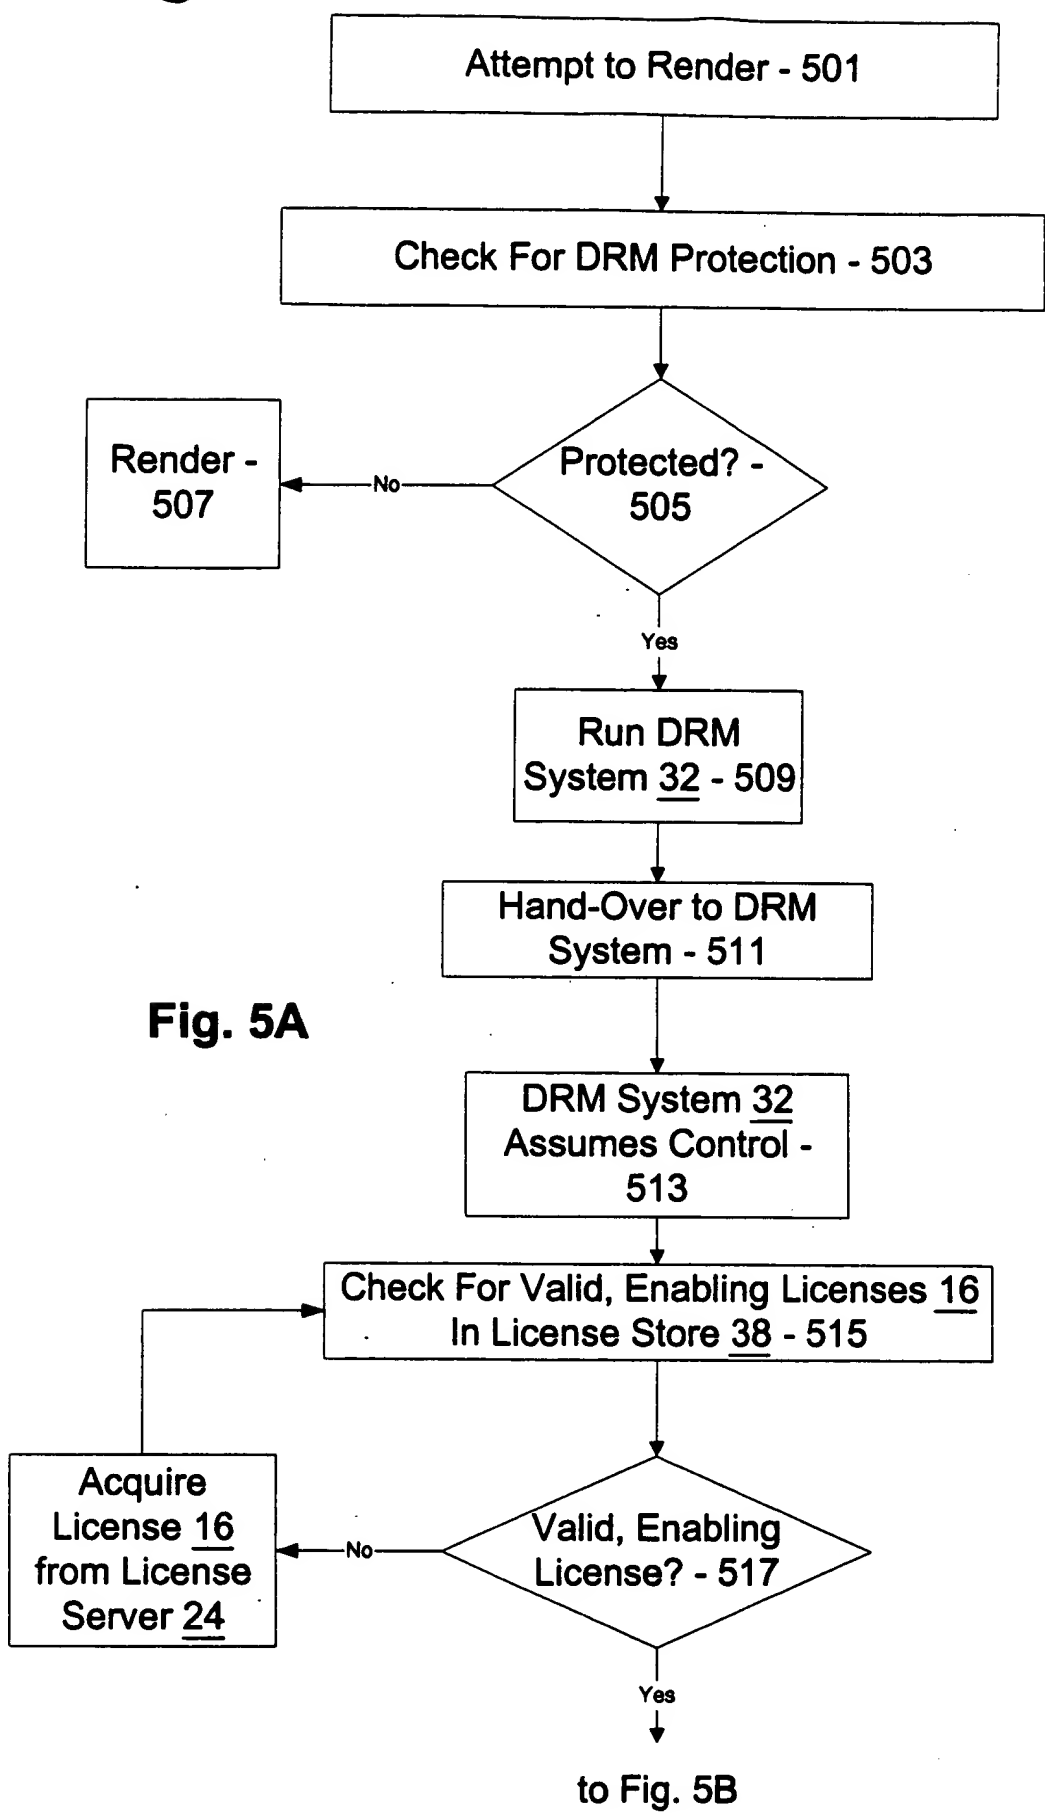 Attempt to Render - 501
Check For DRM Protection - 503
Protected? -
505
Render -
507
No
Yes
Run DRM
System 32 - 509
Hand-Over to DRM
System - 511
Fig. 5A
DRM System 32
Assumes Control -
513
Check For Valid, Enabling Licenses 16
In License Store 38 - 515
Acquire
License 16
from License
Server 24
No
Valid, Enabling
License? - 517
Yes
to Fig. 5B